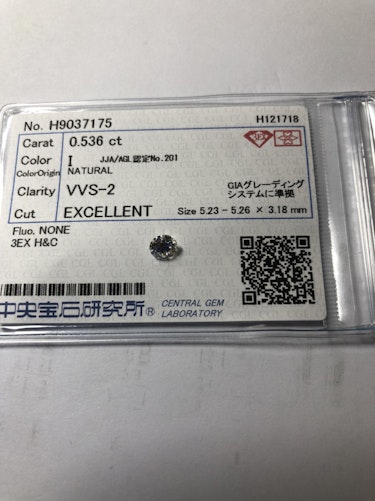 No. H9037175 H121718
Carat 0.536 ct
Color I JJA/AGL認定No.201
ColorOrigin NATURAL
Clarity VVS-2 GIAグレーディング
システムに準拠
Cut EXCELLENT Size 5.23 - 5.26 × 3.18 mm
Fluo. NONE
3EX H&C
中央宝石研究所® CENTRAL GEM
LABORATORY